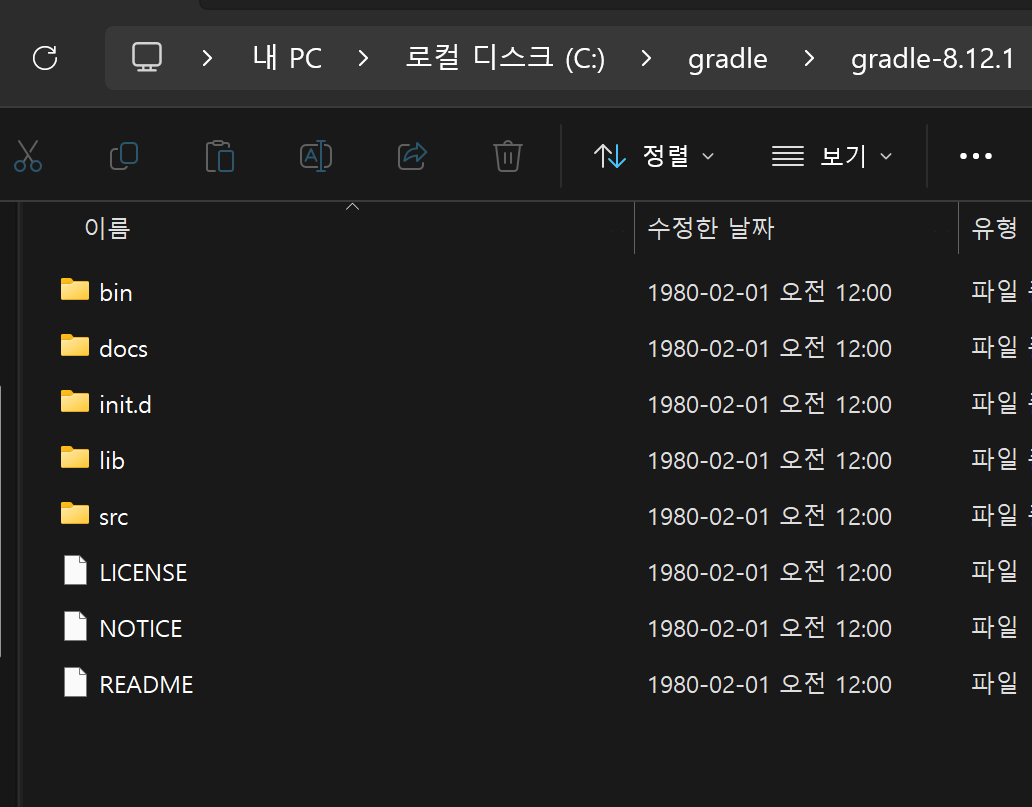 내 PC > 로컬 디스크 (C:) > gradle > gradle-8.12.1
정렬 보기
이름 수정한 날짜 유형
bin 1980-02-01 오전 12:00 파일
docs 1980-02-01 오전 12:00 파일
init.d 1980-02-01 오전 12:00 파일
lib 1980-02-01 오전 12:00 파일
src 1980-02-01 오전 12:00 파일
LICENSE 1980-02-01 오전 12:00 파일
NOTICE 1980-02-01 오전 12:00 파일
README 1980-02-01 오전 12:00 파일